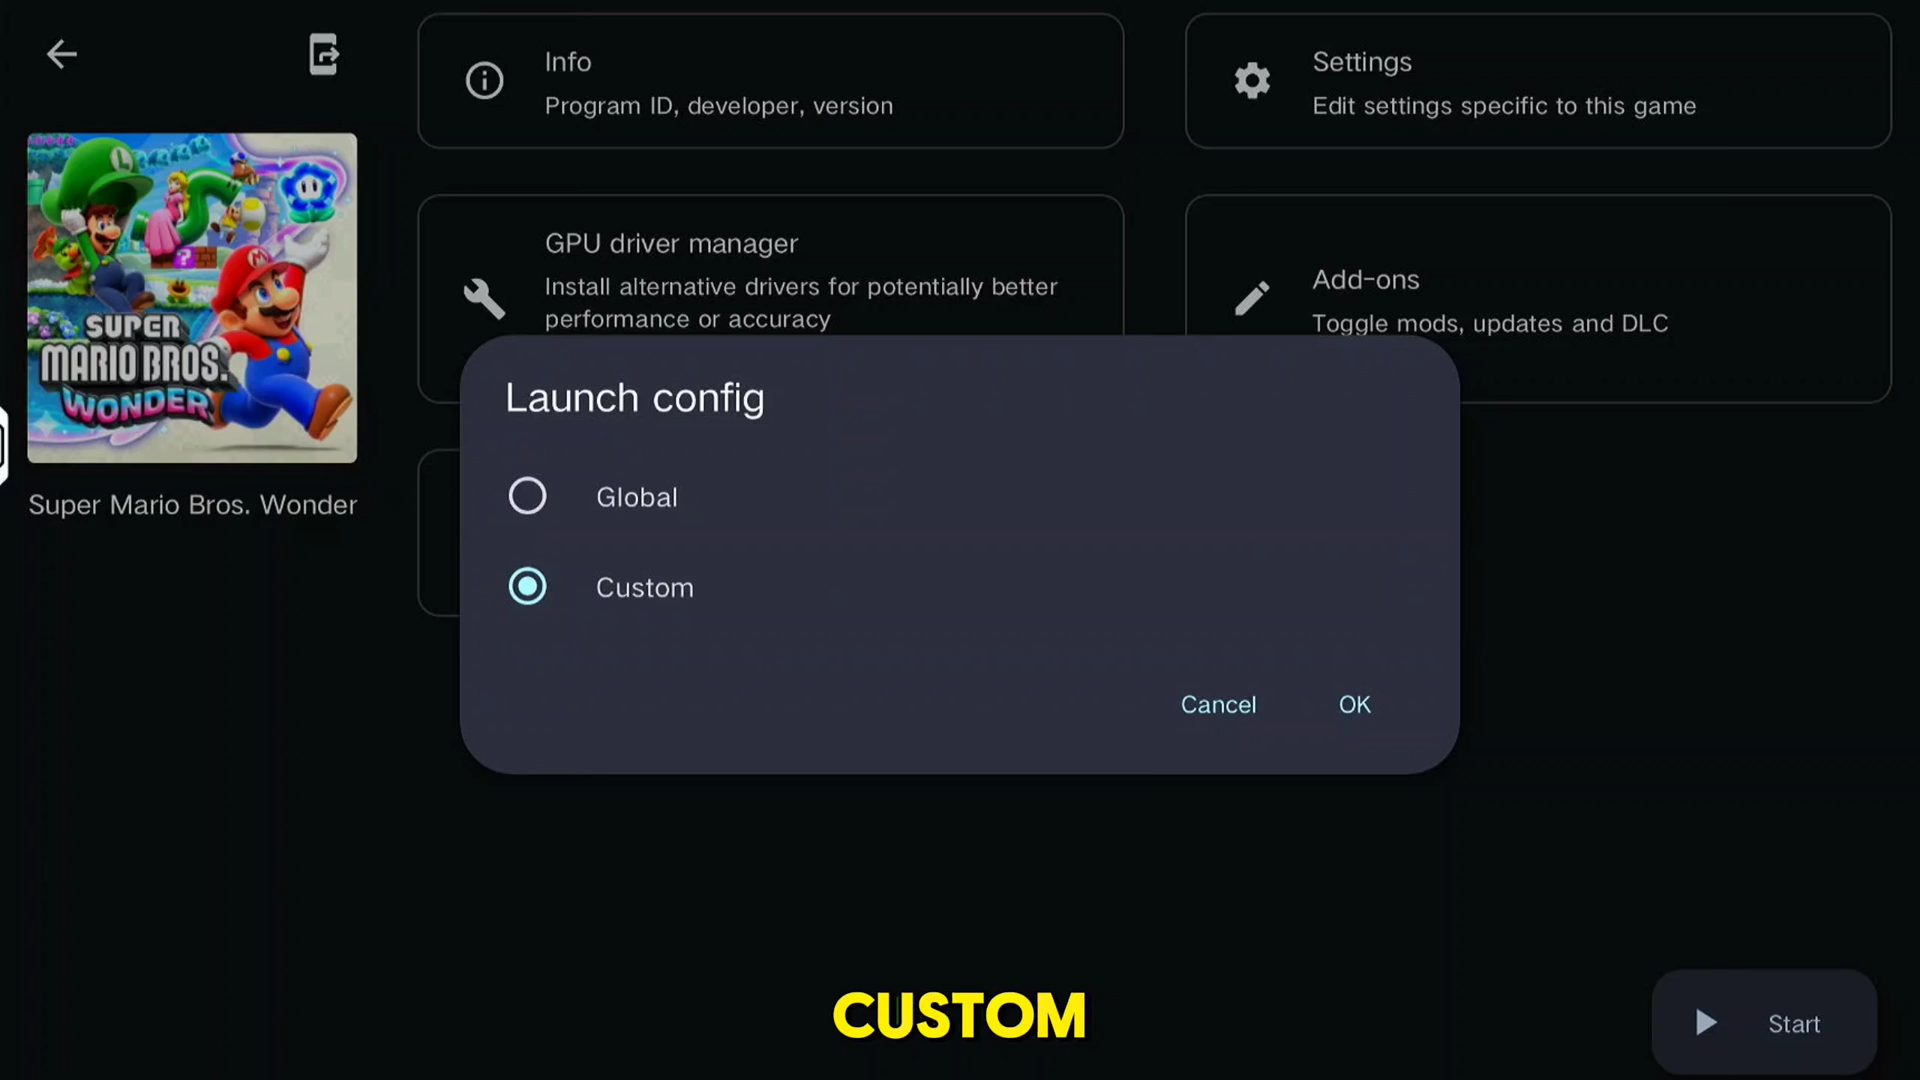 Info
Program ID, developer, version
Settings
Edit settings specific to this game
GPU driver manager
Install alternative drivers for potentially better
performance or accuracy
Add-ons
Toggle mods, updates and DLC
SUPER
MARIO BROS.
WONDER
Super Mario Bros. Wonder
Launch config
Global
Custom
Cancel
OK
CUSTOM
Start